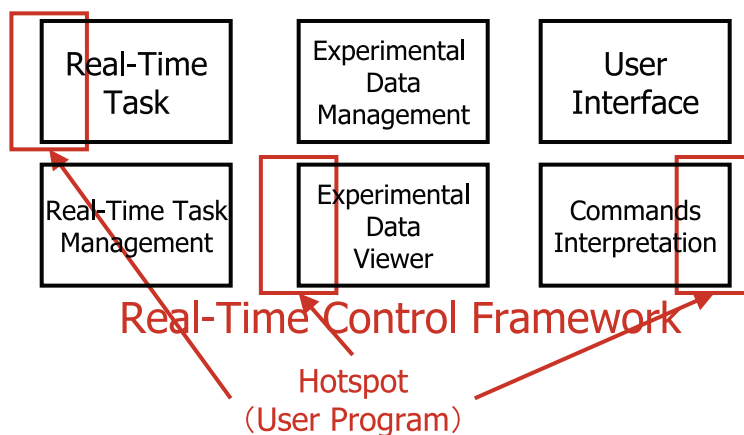 Real-Time
Task
Experimental
Data
Management
User
Interface
Real-Time Task
Management
Experimental
Data
Viewer
Commands
Interpretation
Real-Time Control Framework
Hotspot
（User Program）